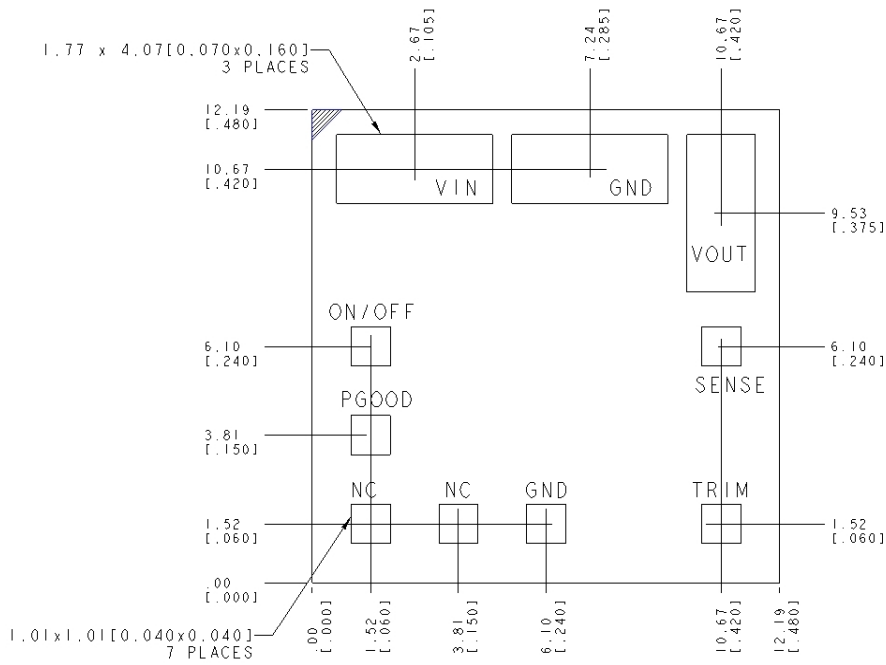 2.67
[.105]
7.24
[.285]
10.67
[.420]
1.77 x 4.07[0.070x0.160]
3 PLACES
12.19
[.480]
10.67
[.420]
VIN
GND
9.53
[.375]
VOUT
ON/OFF
6.10
[.240]
6.10
[.240]
SENSE
PGOOD
3.81
[.150]
NC
NC
GND
TRIM
1.52
[.060]
1.52
[.060]
.00
[.000]
1.01x1.01[0.040x0.040]
7 PLACES
.00
[.000]
1.52
[.060]
3.81
[.150]
6.10
[.240]
10.67
[.420]
12.19
[.480]